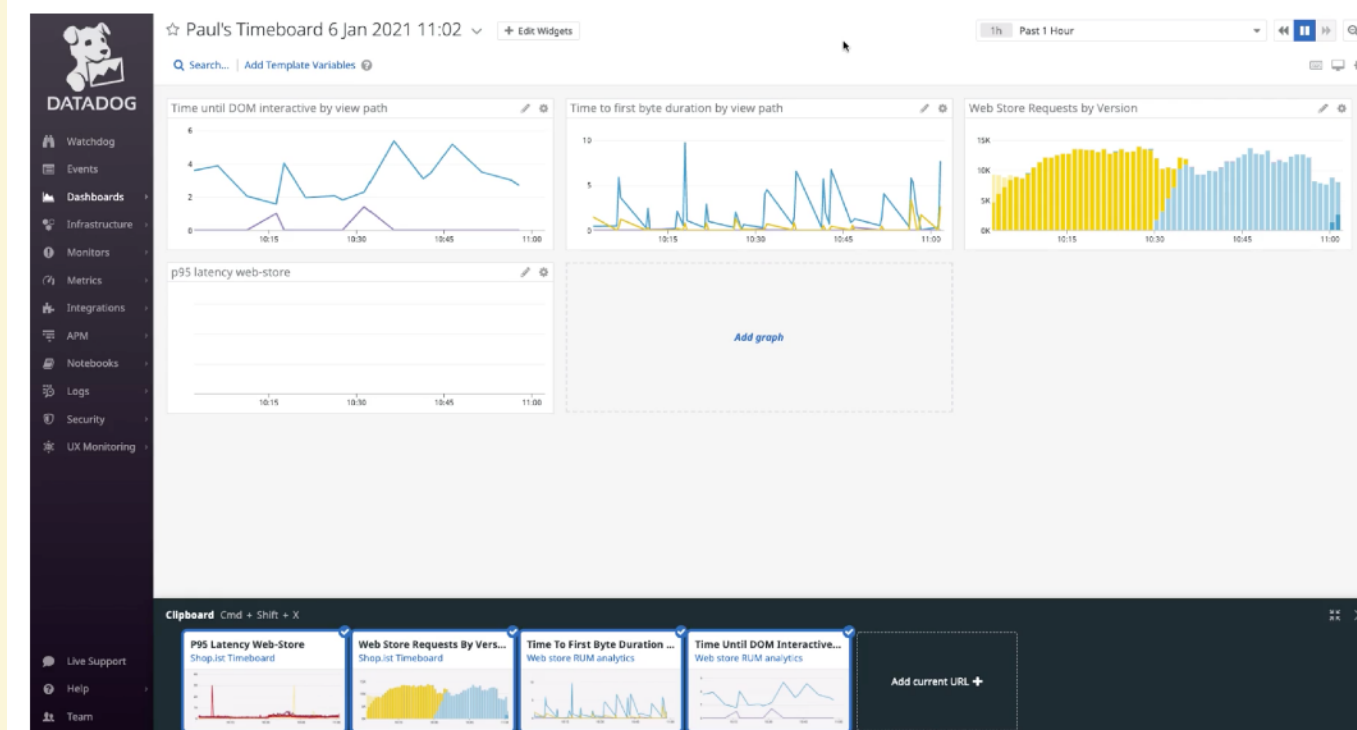 DATADOG
Watchdog
Events
Dashboards
Infrastructure
Monitors
Metrics
Integrations
APM
Notebooks
Logs
Security
UX Monitoring
Live Support
Help
Team
Paul's Timeboard 6 Jan 2021 11:02
+ Edit Widgets
1h Past 1 Hour
Search... Add Template Variables
Time until DOM interactive by view path
6
4
2
0
10:15 10:30 10:45 11:00
Time to first byte duration by view path
10
5
0
10:15 10:30 10:45 11:00
Web Store Requests by Version
15K
10K
5K
0K
10:15 10:30 10:45 11:00
p95 latency web-store
10:15 10:30 10:45 11:00
Add graph
Clipboard Cmd + Shift + X
P95 Latency Web-Store
Shop.ist Timeboard
Web Store Requests By Vers...
Shop.ist Timeboard
Time To First Byte Duration ...
Web store RUM analytics
Time Until DOM Interactive...
Web store RUM analytics
Add current URL +